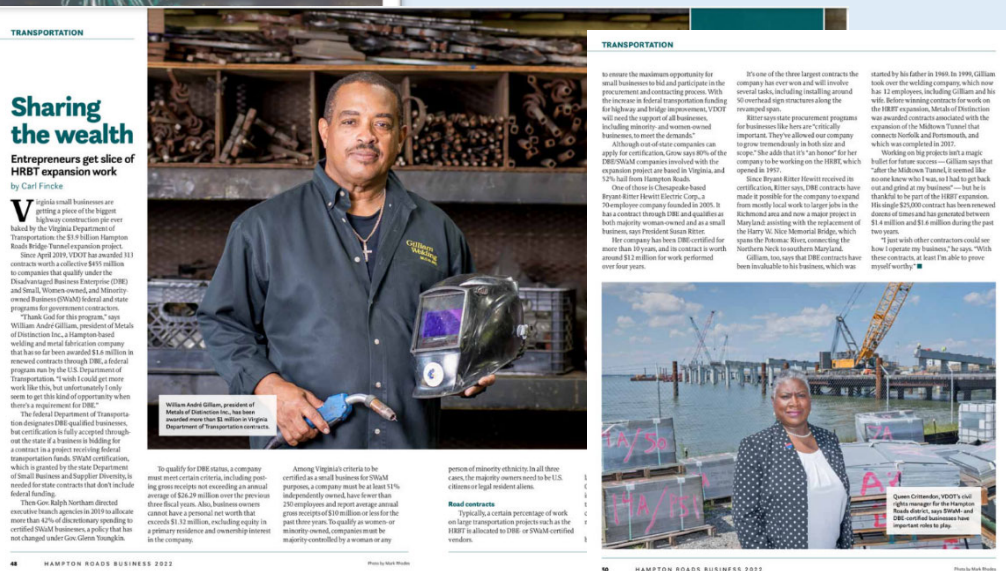 TRANSPORTATION
Sharing
the wealth
Entrepreneurs get slice of
HRBT expansion work
by Carl Fincke
Virginia small businesses are
getting a piece of the biggest
highway construction pie ever
baked by the Virginia Department of
Transportation: the $3.9 billion Hampton
Roads Bridge-Tunnel expansion project.
Since April 2019, VDOT has awarded 313
contracts worth a collective $495 million
to companies that qualify under the
Disadvantaged Business Enterprise (DBE)
and Small, Women-owned, and Minority-
owned Business (SWaM) federal and state
programs for government contractors.
"Thank God for this program," says
William André Gilliam, president of Metals
of Distinction Inc., a Hampton-based
welding and metal fabrication company
that has so far been awarded $1.6 million in
renewed contracts through DBE, a federal
program run by the U.S. Department of
Transportation. "I wish I could get more
work like this, but unfortunately I only
seem to get this kind of opportunity when
there's a requirement for DBE."
The federal Department of Transporta-
tion designates DBE-qualified businesses,
but certification is fully accepted through-
out the state if a business is bidding for
a contract in a project receiving federal
transportation funds. SWaM certification,
which is granted by the state Department
of Small Business and Supplier Diversity, is
needed for state contracts that don't include
federal funding.
Then-Gov. Ralph Northam directed
executive branch agencies in 2019 to allocate
more than 42% of discretionary spending to
certified SWaM businesses, a policy that has
not changed under Gov. Glenn Youngkin.
Gilliam
Welding
William André Gilliam, president of
Metals of Distinction Inc., has been
awarded more than $1 million in Virginia
Department of Transportation contracts.
To qualify for DBE status, a company
must meet certain criteria, including post-
ing gross receipts not exceeding an annual
average of $26.29 million over the previous
three fiscal years. Also, business owners
cannot have a personal net worth that
exceeds $1.32 million, excluding equity in
a primary residence and ownership interest
in the company.
Among Virginia's criteria to be
certified as a small business for SWaM
purposes, a company must be at least 51%
independently owned, have fewer than
250 employees and report average annual
gross receipts of $10 million or less for the
past three years. To qualify as women- or
minority owned, companies must be
majority-controlled by a woman or any
person of minority ethnicity. In all three
cases, the majority owners need to be U.S.
citizens or legal resident aliens.
Road contracts
Typically, a certain percentage of work
on large transportation projects such as the
HRBT is allocated to DBE- or SWaM-certified
vendors.
48 HAMPTON ROADS BUSINESS 2022
Photo by Mark Rhodes
TRANSPORTATION
to ensure the maximum opportunity for
small businesses to bid and participate in the
procurement and contracting process. With
the increase in federal transportation funding
for highway and bridge improvement, VDOT
will need the support of all businesses,
including minority- and women-owned
businesses, to meet the demands."
Although out-of-state companies can
apply for certification, Grow says 80% of the
DBE/SWaM companies involved with the
expansion project are based in Virginia, and
52% hail from Hampton Roads.
One of those is Chesapeake-based
Bryant-Ritter Hewitt Electric Corp., a
70-employee company founded in 2005. It
has a contract through DBE and qualifies as
both majority woman-owned and as a small
business, says President Susan Ritter.
Her company has been DBE-certified for
more than 10 years, and its contract is worth
around $12 million for work performed
over four years.
It's one of the three largest contracts the
company has ever won and will involve
several tasks, including installing around
50 overhead sign structures along the
revamped span.
Ritter says state procurement programs
for businesses like hers are "critically
important. They've allowed our company
to grow tremendously in both size and
scope." She adds that it's "an honor" for her
company to be working on the HRBT, which
opened in 1957.
Since Bryant-Ritter Hewitt received its
certification, Ritter says, DBE contracts have
made it possible for the company to expand
from mostly local work to larger jobs in the
Richmond area and now a major project in
Maryland: assisting with the replacement of
the Harry W. Nice Memorial Bridge, which
spans the Potomac River, connecting the
Northern Neck to southern Maryland.
Gilliam, too, says that DBE contracts have
been invaluable to his business, which was
started by his father in 1969. In 1999, Gilliam
took over the welding company, which now
has 12 employees, including Gilliam and his
wife. Before winning contracts for work on
the HRBT expansion, Metals of Distinction
was awarded contracts associated with the
expansion of the Midtown Tunnel that
connects Norfolk and Portsmouth, and
which was completed in 2017.
Working on big projects isn't a magic
bullet for future success — Gilliam says that
"after the Midtown Tunnel, it seemed like
no one knew who I was, so I had to get back
out and grind at my business" — but he is
thankful to be part of the HRBT expansion.
His single $25,000 contract has been renewed
dozens of times and has generated between
$1.4 million and $1.6 million during the past
two years.
"I just wish other contractors could see
how I operate my business," he says. "With
these contracts, at least I'm able to prove
myself worthy."
1A/50
Queen Crittendon, VDOT's civil
rights manager for the Hampton
Roads district, says SWaM- and
DBE-certified businesses have
important roles to play.
50 HAMPTON ROADS BUSINESS 2022
Photo by Mark Rhodes